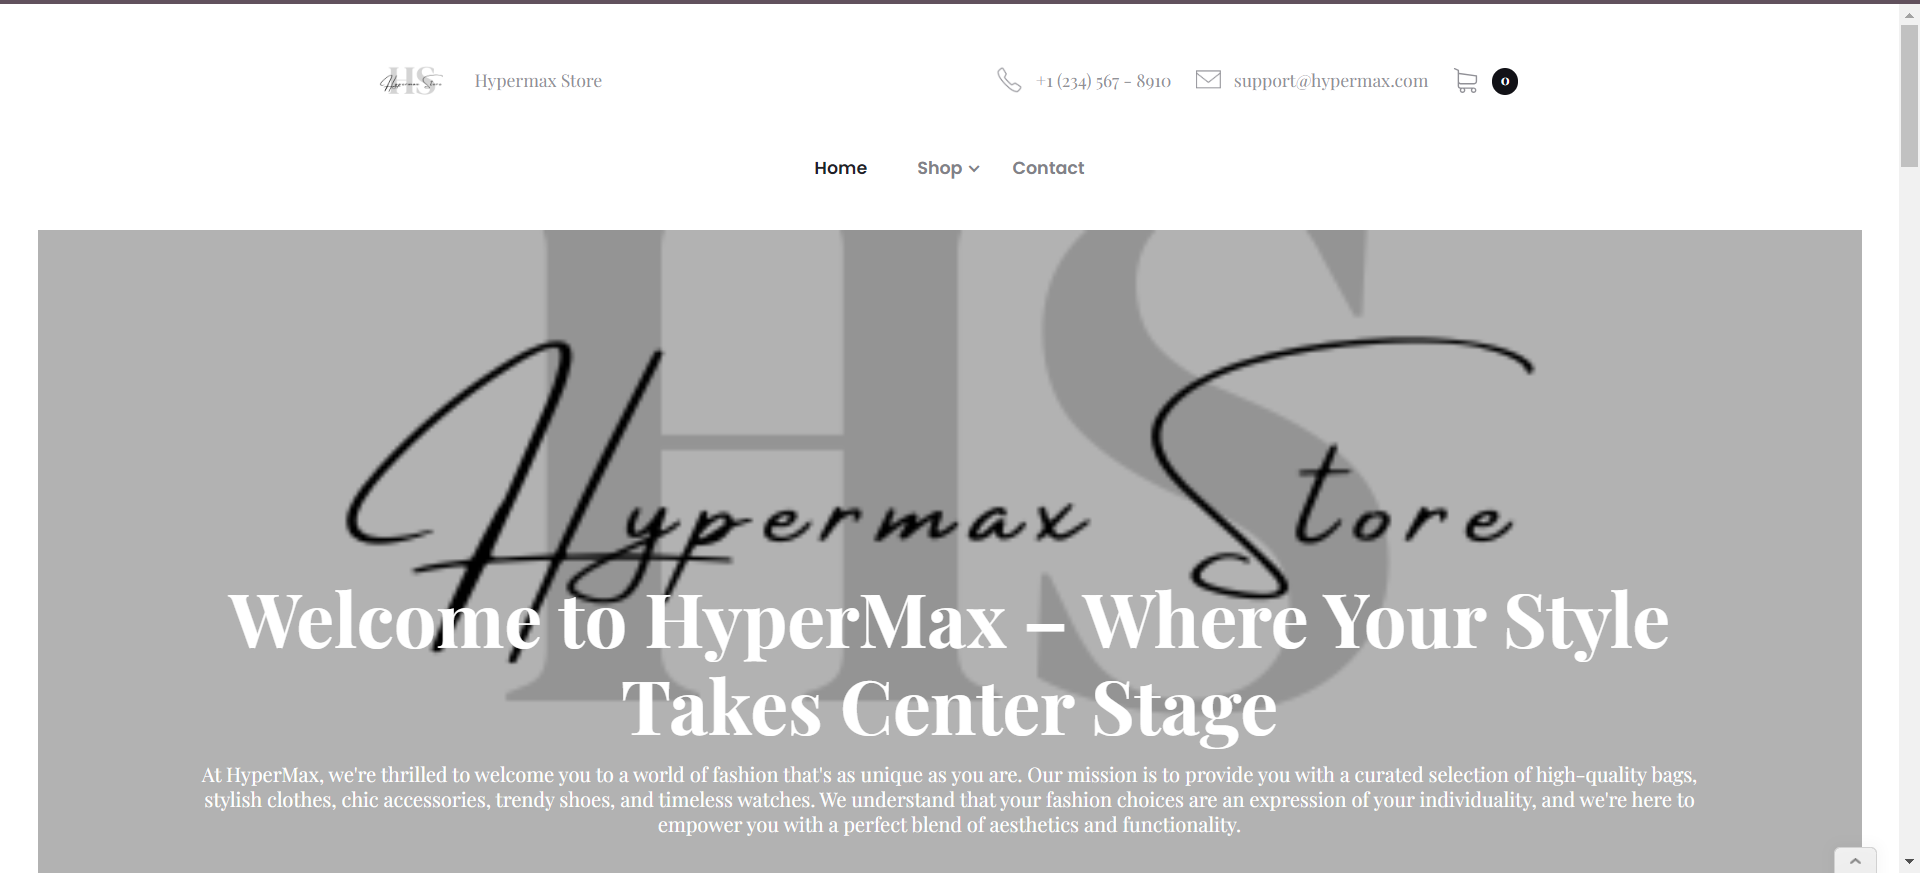 HS
Hypermax Store
Hypermax Store
+1 (234) 567 - 8910
support@hypermax.com
0
Home
Shop
Contact
HS
Hypermax Store
Welcome to HyperMax – Where Your Style
Takes Center Stage
At HyperMax, we're thrilled to welcome you to a world of fashion that's as unique as you are. Our mission is to provide you with a curated selection of high-quality bags,
stylish clothes, chic accessories, trendy shoes, and timeless watches. We understand that your fashion choices are an expression of your individuality, and we're here to
empower you with a perfect blend of aesthetics and functionality.